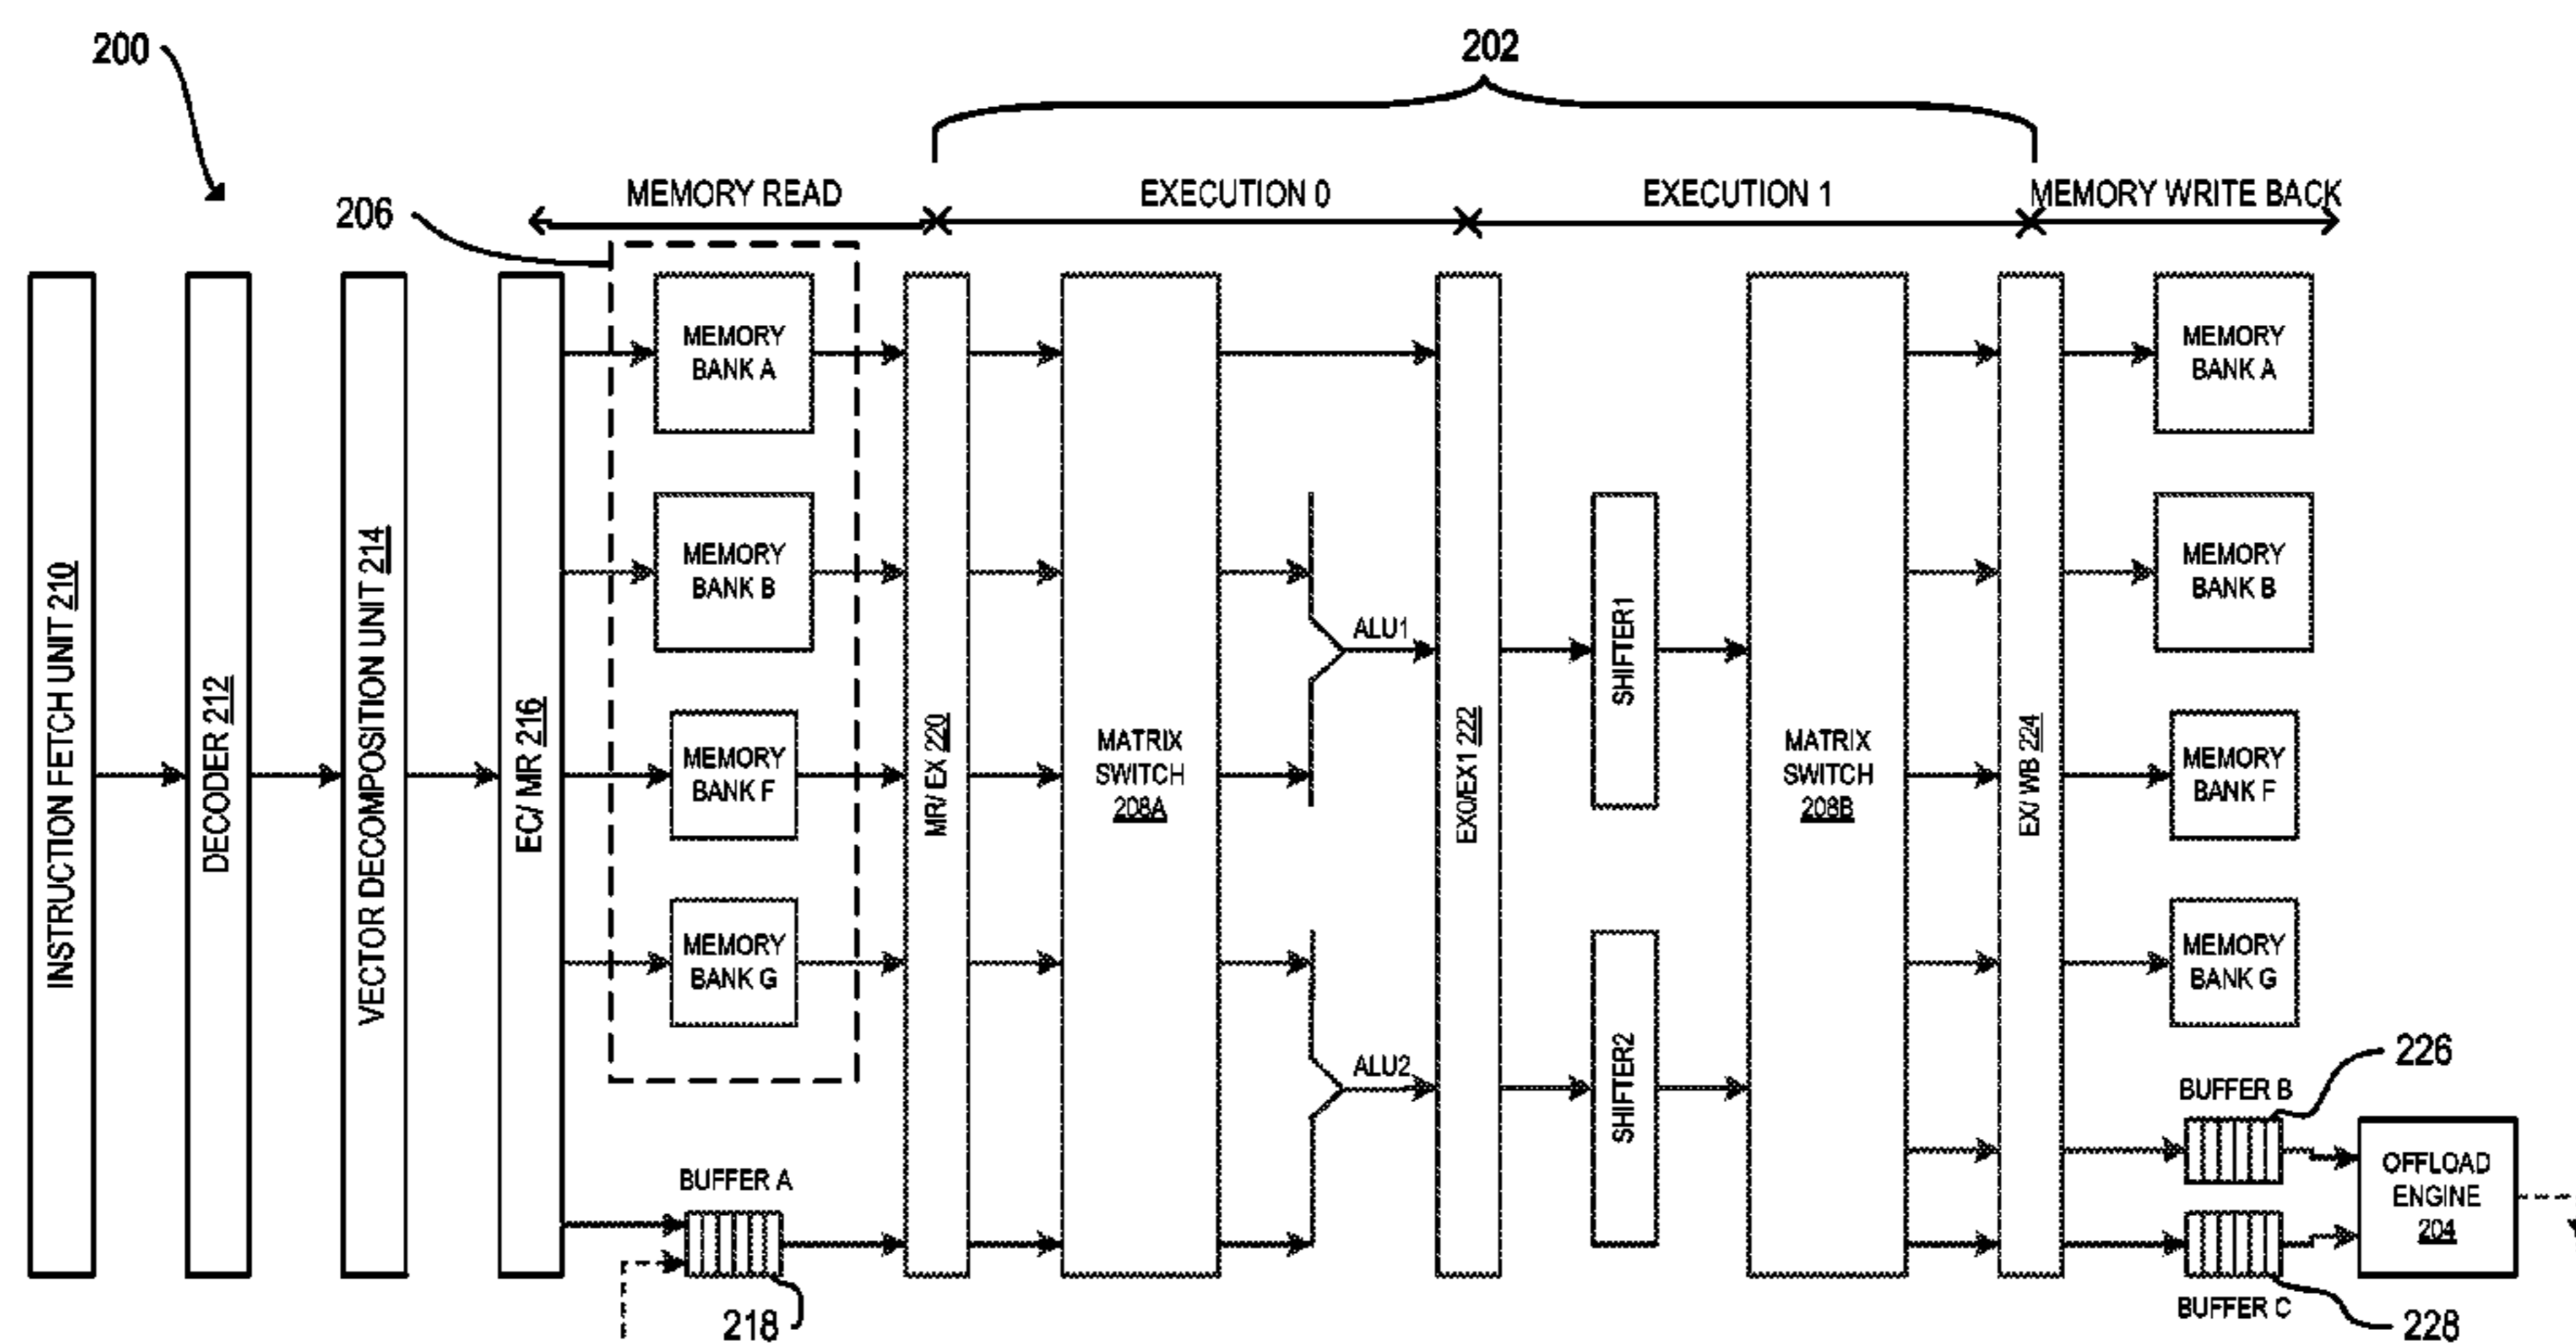 200
202
206
MEMORY READ
EXECUTION 0
EXECUTION 1
MEMORY WRITE BACK
INSTRUCTION FETCH UNIT 210
DECODER 212
VECTOR DECOMPOSITION UNIT 214
EC/ MR 216
MEMORY
BANK A
MEMORY
BANK B
MEMORY
BANK F
MEMORY
BANK G
BUFFER A
218
MR/ EX 220
MATRIX
SWITCH
208A
ALU1
ALU2
EX0/EX1 222
SHIFTER1
SHIFTER2
MATRIX
SWITCH
208B
EX/ WB 224
MEMORY
BANK A
MEMORY
BANK B
MEMORY
BANK F
MEMORY
BANK G
226
BUFFER B
OFFLOAD
ENGINE
204
BUFFER C
228